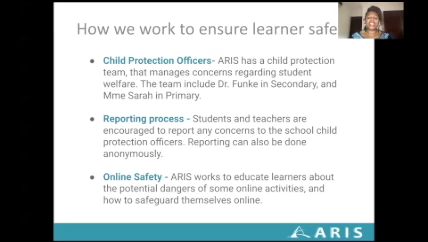 How we work to ensure learner safe
● Child Protection Officers- ARIS has a child protection
team, that manages concerns regarding student
welfare. The team include Dr. Funke in Secondary, and
Mme Sarah in Primary.
● Reporting process - Students and teachers are
encouraged to report any concerns to the school child
protection officers. Reporting can also be done
anonymously.
● Online Safety - ARIS works to educate learners about
the potential dangers of some online activities, and
how to safeguard themselves online.
ARIS